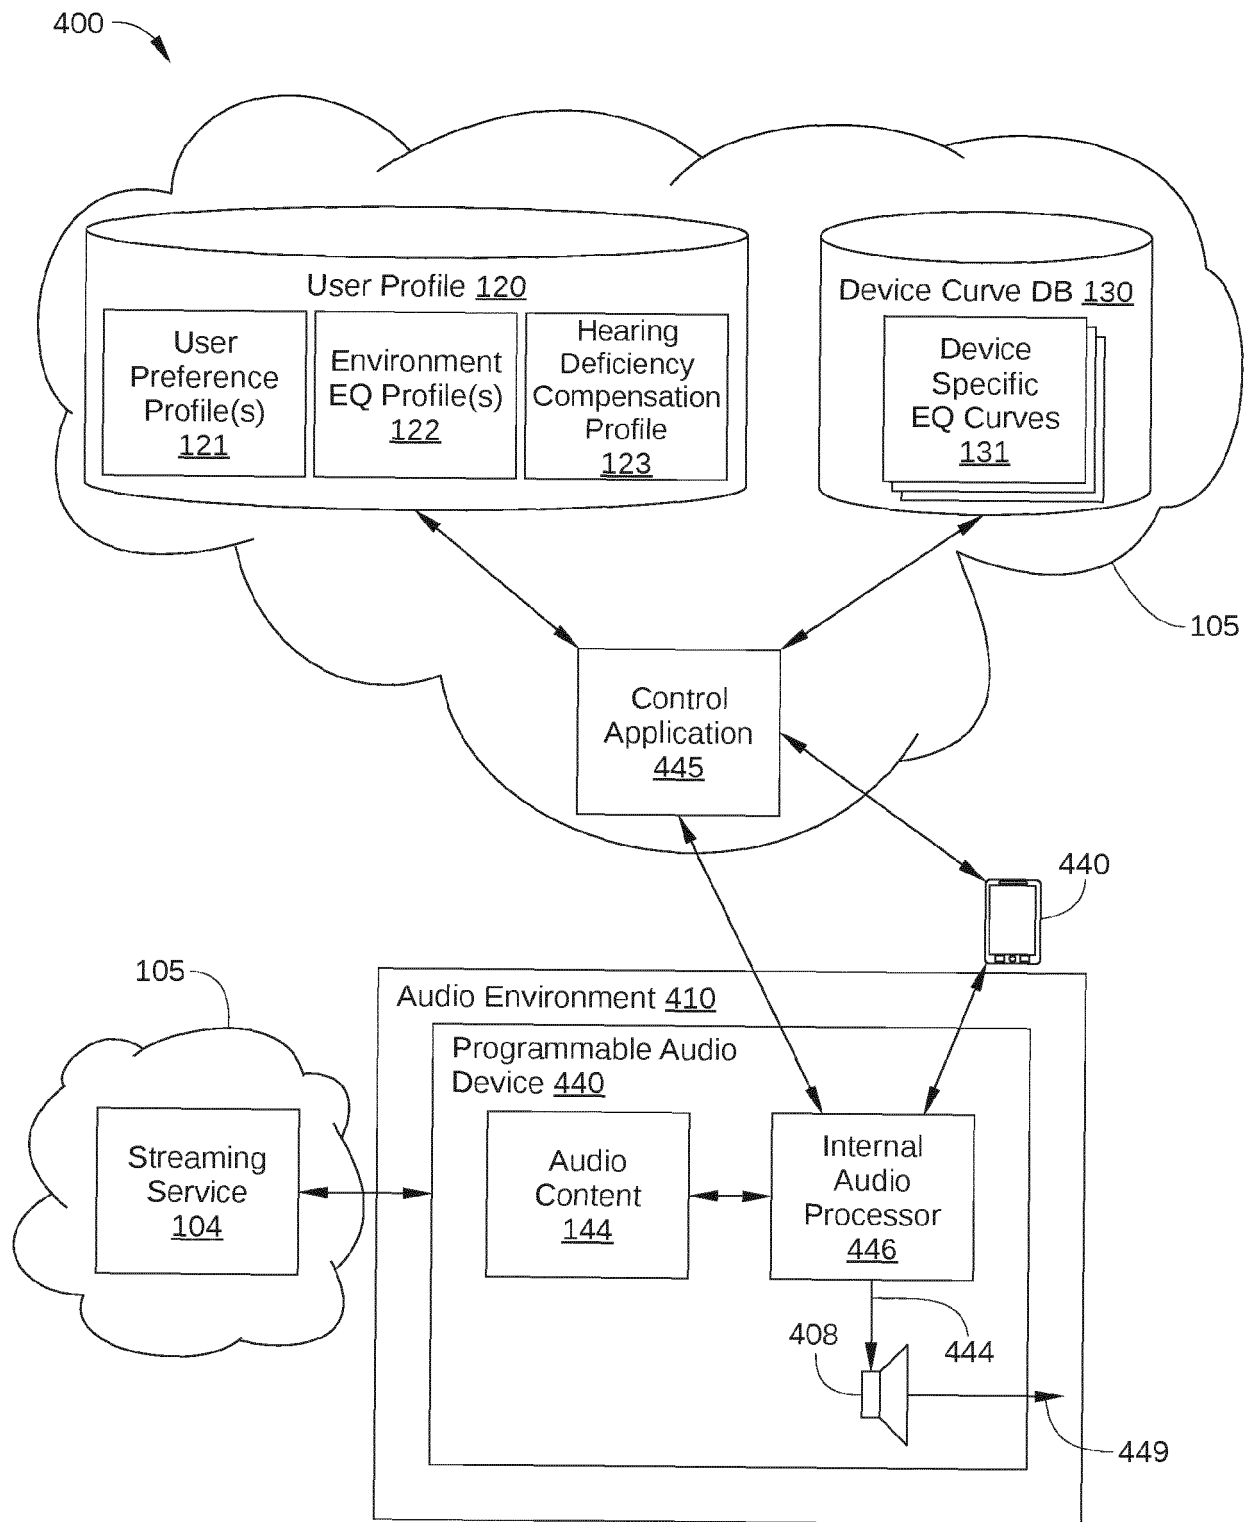 400
User Profile 120
User
Preference
Profile(s)
121
Environment
EQ Profile(s)
122
Hearing
Deficiency
Compensation
Profile
123
Device Curve DB 130
Device
Specific
EQ Curves
131
105
Control
Application
445
440
105
Audio Environment 410
Programmable Audio
Device 440
Streaming
Service
104
Audio
Content
144
Internal
Audio
Processor
446
408
444
449